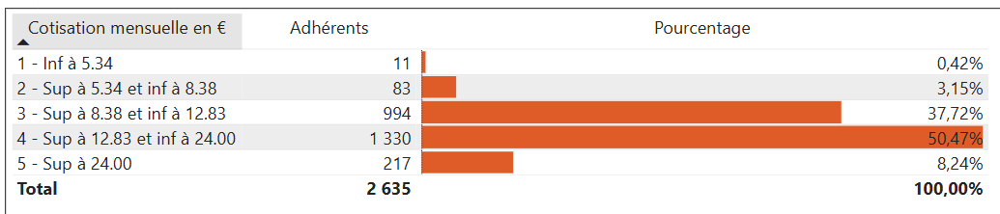 Cotisation mensuelle en € Adhérents Pourcentage
1 - Inf à 5.34 11 0,42%
2 - Sup à 5.34 et inf à 8.38 83 3,15%
3 - Sup à 8.38 et inf à 12.83 994 37,72%
4 - Sup à 12.83 et inf à 24.00 1 330 50,47%
5 - Sup à 24.00 217 8,24%
Total 2 635 100,00%